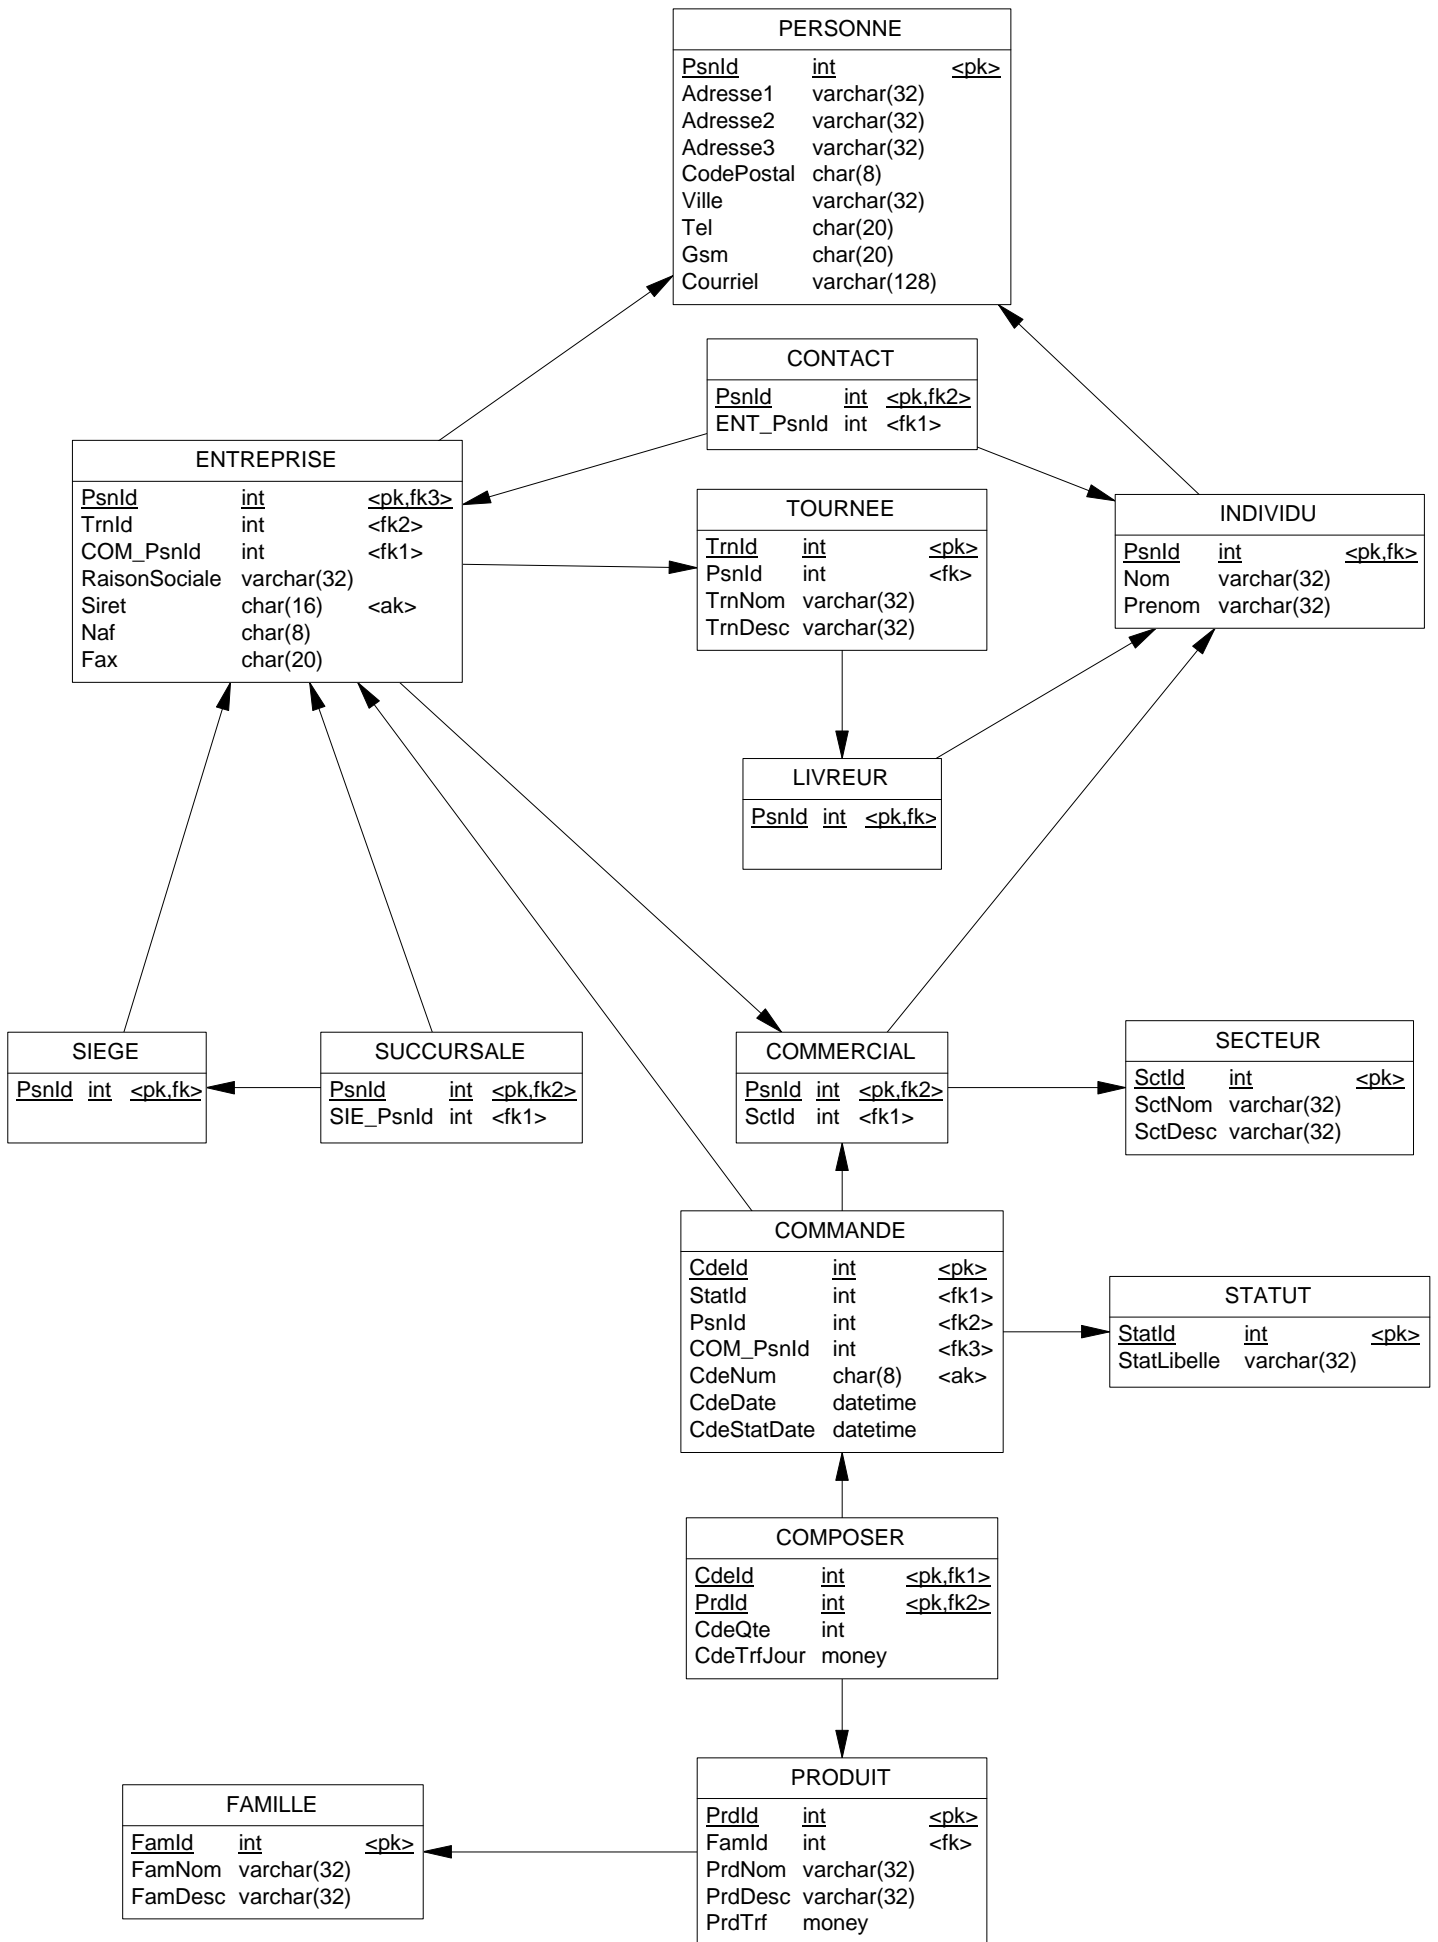 PERSONNE
PsnId int <pk>
Adresse1 varchar(32)
Adresse2 varchar(32)
Adresse3 varchar(32)
CodePostal char(8)
Ville varchar(32)
Tel char(20)
Gsm char(20)
Courriel varchar(128)
CONTACT
PsnId int <pk,fk2>
ENT_PsnId int <fk1>
ENTREPRISE
PsnId int <pk,fk3>
TrnId int <fk2>
COM_PsnId int <fk1>
RaisonSociale varchar(32)
Siret char(16) <ak>
Naf char(8)
Fax char(20)
TOURNEE
TrnId int <pk>
PsnId int <fk>
TrnNom varchar(32)
TrnDesc varchar(32)
INDIVIDU
PsnId int <pk,fk>
Nom varchar(32)
Prenom varchar(32)
LIVREUR
PsnId int <pk,fk>
SIEGE
PsnId int <pk,fk>
SUCCURSALE
PsnId int <pk,fk2>
SIE_PsnId int <fk1>
COMMERCIAL
PsnId int <pk,fk2>
SctId int <fk1>
SECTEUR
SctId int <pk>
SctNom varchar(32)
SctDesc varchar(32)
COMMANDE
CdeId int <pk>
StatId int <fk1>
PsnId int <fk2>
COM_PsnId int <fk3>
CdeNum char(8) <ak>
CdeDate datetime
CdeStatDate datetime
STATUT
StatId int <pk>
StatLibelle varchar(32)
COMPOSER
CdeId int <pk,fk1>
PrdId int <pk,fk2>
CdeQte int
CdeTrfJour money
FAMILLE
FamId int <pk>
FamNom varchar(32)
FamDesc varchar(32)
PRODUIT
PrdId int <pk>
FamId int <fk>
PrdNom varchar(32)
PrdDesc varchar(32)
PrdTrf money